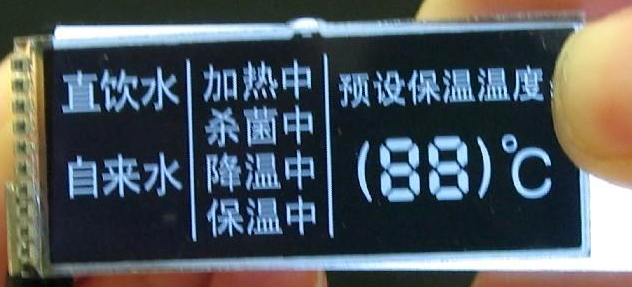 直饮水
自来水
加热中
杀菌中
降温中
保温中
预设保温温度
(88)℃